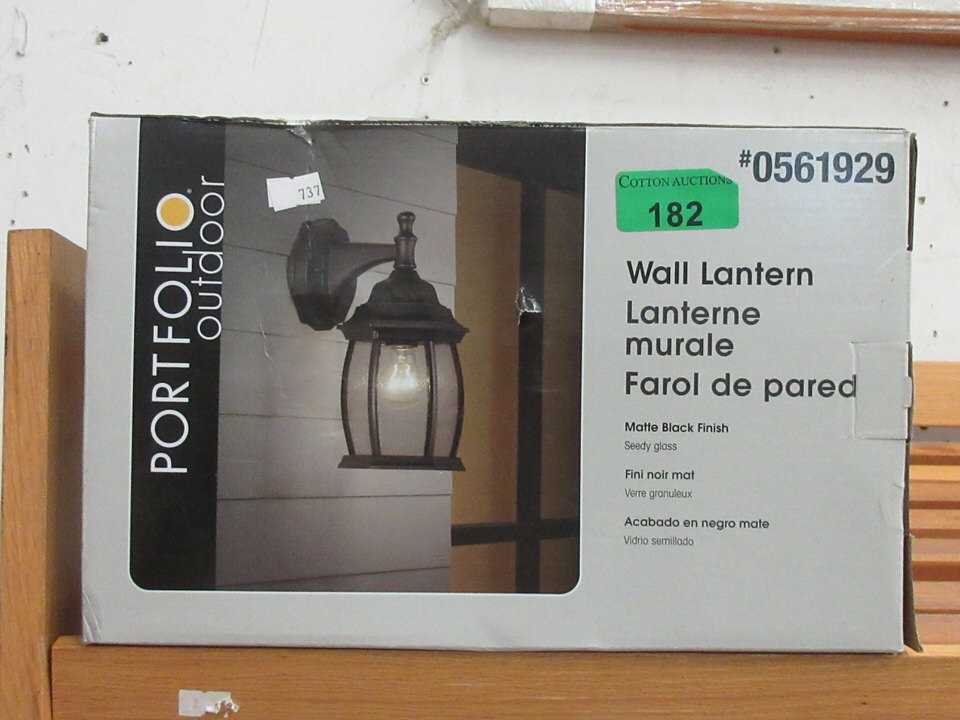 PORTFOLIO
outdoor
737
#0561929
COTTON AUCTIONS
182
Wall Lantern
Lanterne
murale
Farol de pared
Matte Black Finish
Seedy glass
Fini noir mat
Verre granuleux
Acabado en negro mate
Vidrio semillado